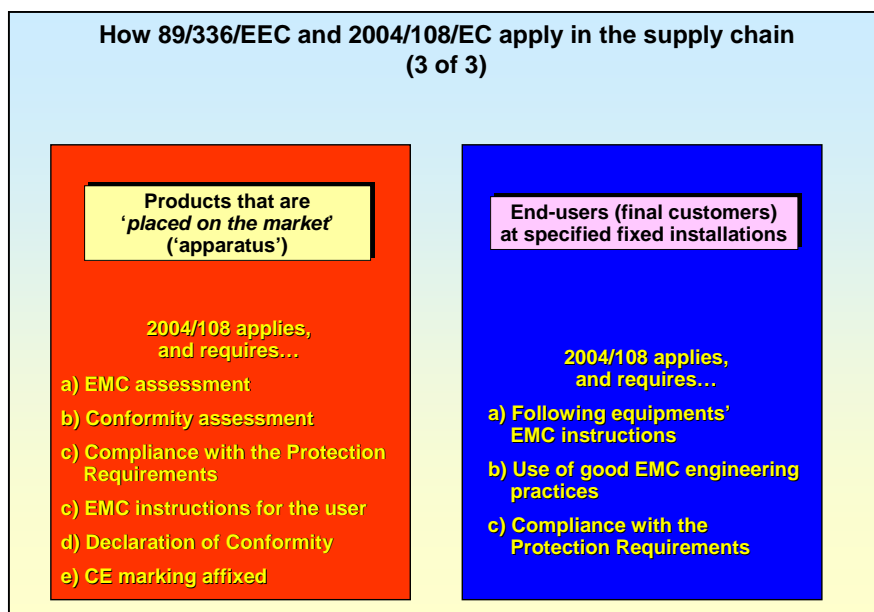 How 89/336/EEC and 2004/108/EC apply in the supply chain
(3 of 3)
Products that are
‘placed on the market’
(‘apparatus’)
2004/108 applies,
and requires…
a) EMC assessment
b) Conformity assessment
c) Compliance with the Protection
Requirements
c) EMC instructions for the user
d) Declaration of Conformity
e) CE marking affixed
End-users (final customers)
at specified fixed installations
2004/108 applies,
and requires…
a) Following equipments’
EMC instructions
b) Use of good EMC engineering
practices
c) Compliance with the
Protection Requirements